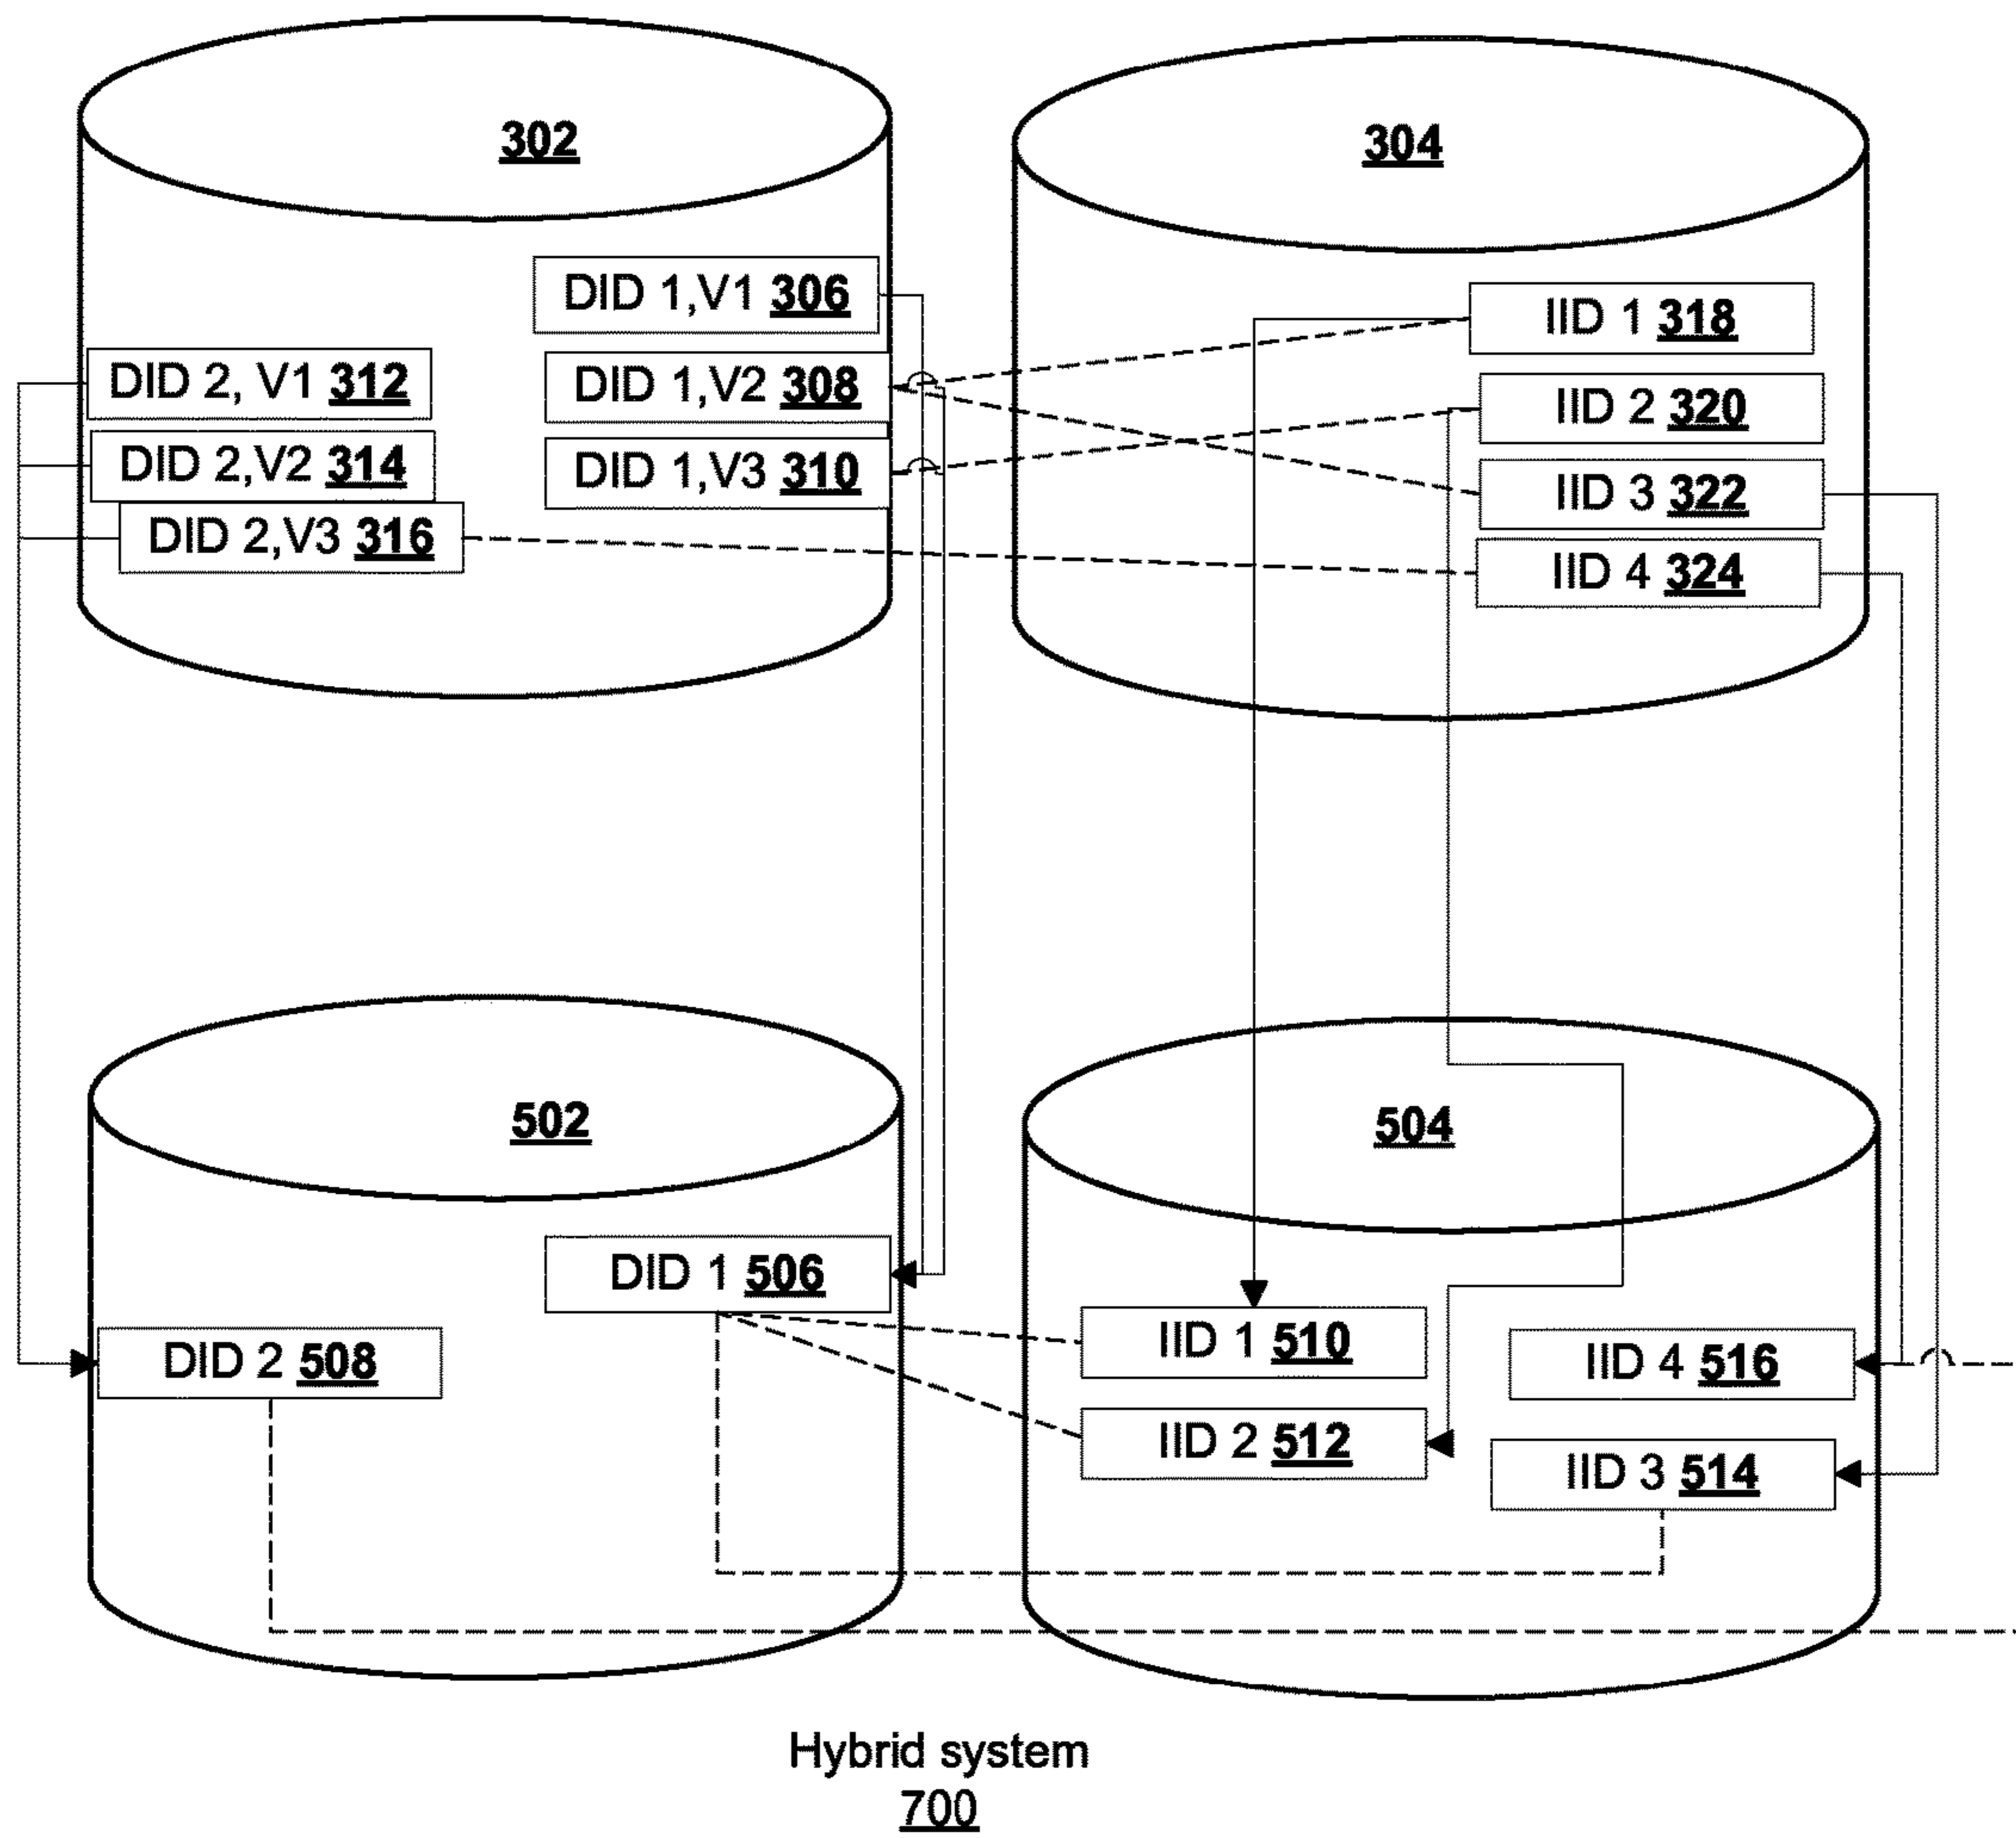 302
304
DID 1,V1 306
DID 2, V1 312
DID 1,V2 308
DID 2,V2 314
DID 1,V3 310
DID 2,V3 316
IID 1 318
IID 2 320
IID 3 322
IID 4 324
502
504
DID 1 506
DID 2 508
IID 1 510
IID 4 516
IID 2 512
IID 3 514
Hybrid system
700